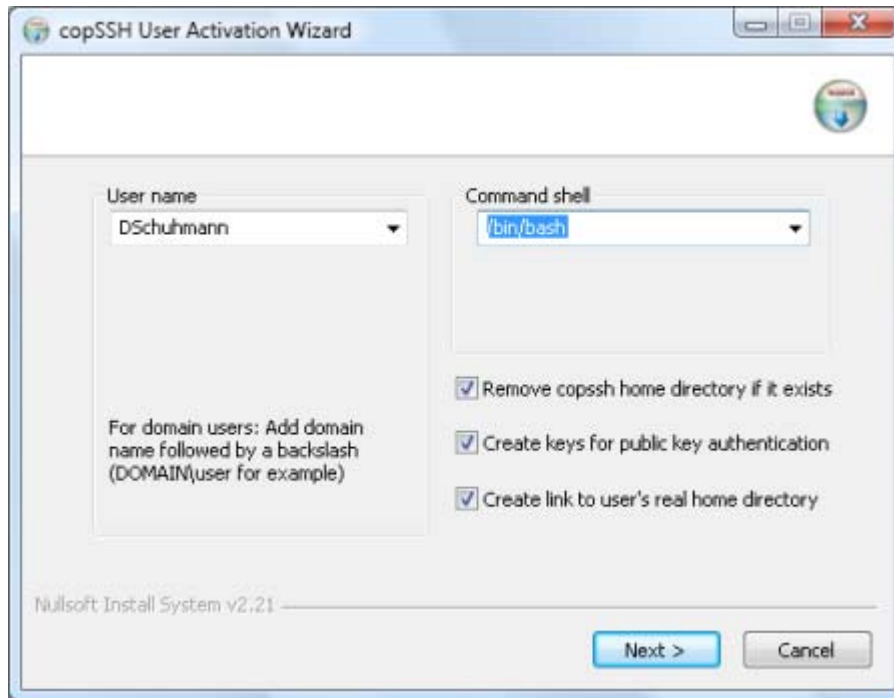 copSSH User Activation Wizard
User name
DSchuhmann
For domain users: Add domain
name followed by a backslash
(DOMAIN\user for example)
Command shell
/bin/bash
Remove copssh home directory if it exists
Create keys for public key authentication
Create link to user's real home directory
Nullsoft Install System v2.21
Next >
Cancel